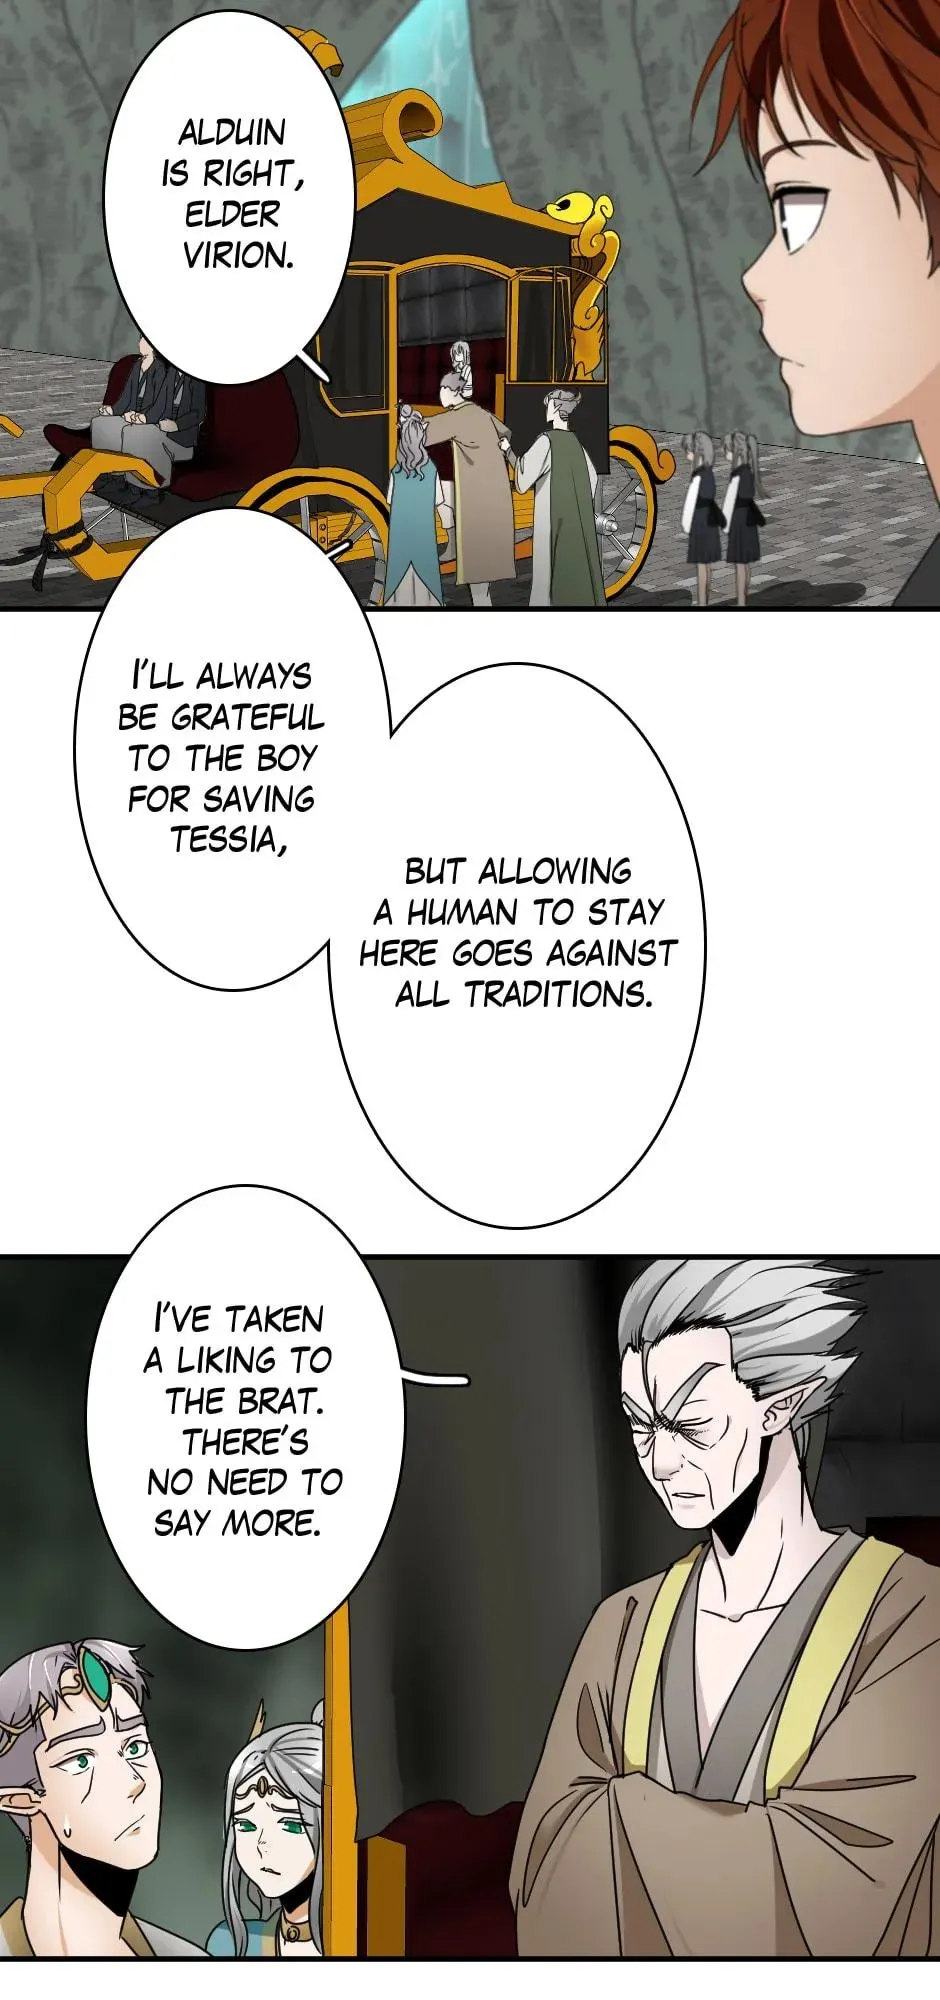 ALDUIN
IS RIGHT,
ELDER
VIRION.
I'LL ALWAYS
BE GRATEFUL
TO THE BOY
FOR SAVING
TESSIA,
BUT ALLOWING
A HUMAN TO STAY
HERE GOES AGAINST
ALL TRADITIONS.
I'VE TAKEN
A LIKING TO
THE BRAT.
THERE'S
NO NEED TO
SAY MORE.